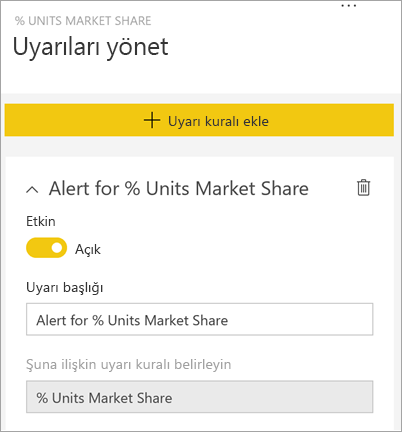 % UNITS MARKET SHARE
Uyarıları yönet
Uyarı kuralı ekle
Alert for % Units Market Share
Etkin
Açık
Uyarı başlığı
Alert for % Units Market Share
Şuna ilişkin uyarı kuralı belirleyin
% Units Market Share